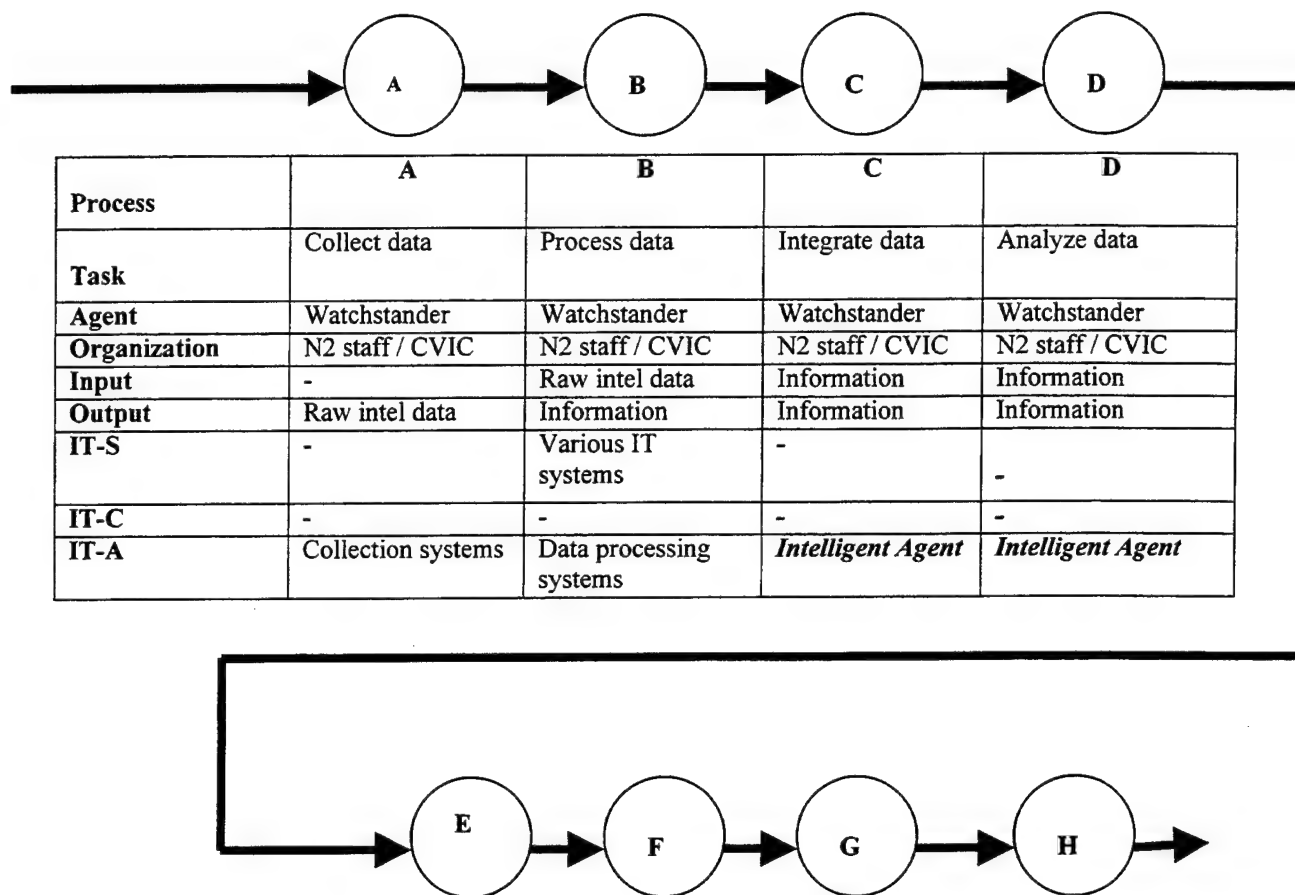 A B C D
Process A B C D
Task Collect data Process data Integrate data Analyze data
Agent Watchstander Watchstander Watchstander Watchstander
Organization N2 staff / CVIC N2 staff / CVIC N2 staff / CVIC N2 staff / CVIC
Input - Raw intel data Information Information
Output Raw intel data Information Information Information
IT-S - Various IT systems - -
IT-C - - - -
IT-A Collection systems Data processing systems Intelligent Agent Intelligent Agent
E F G H